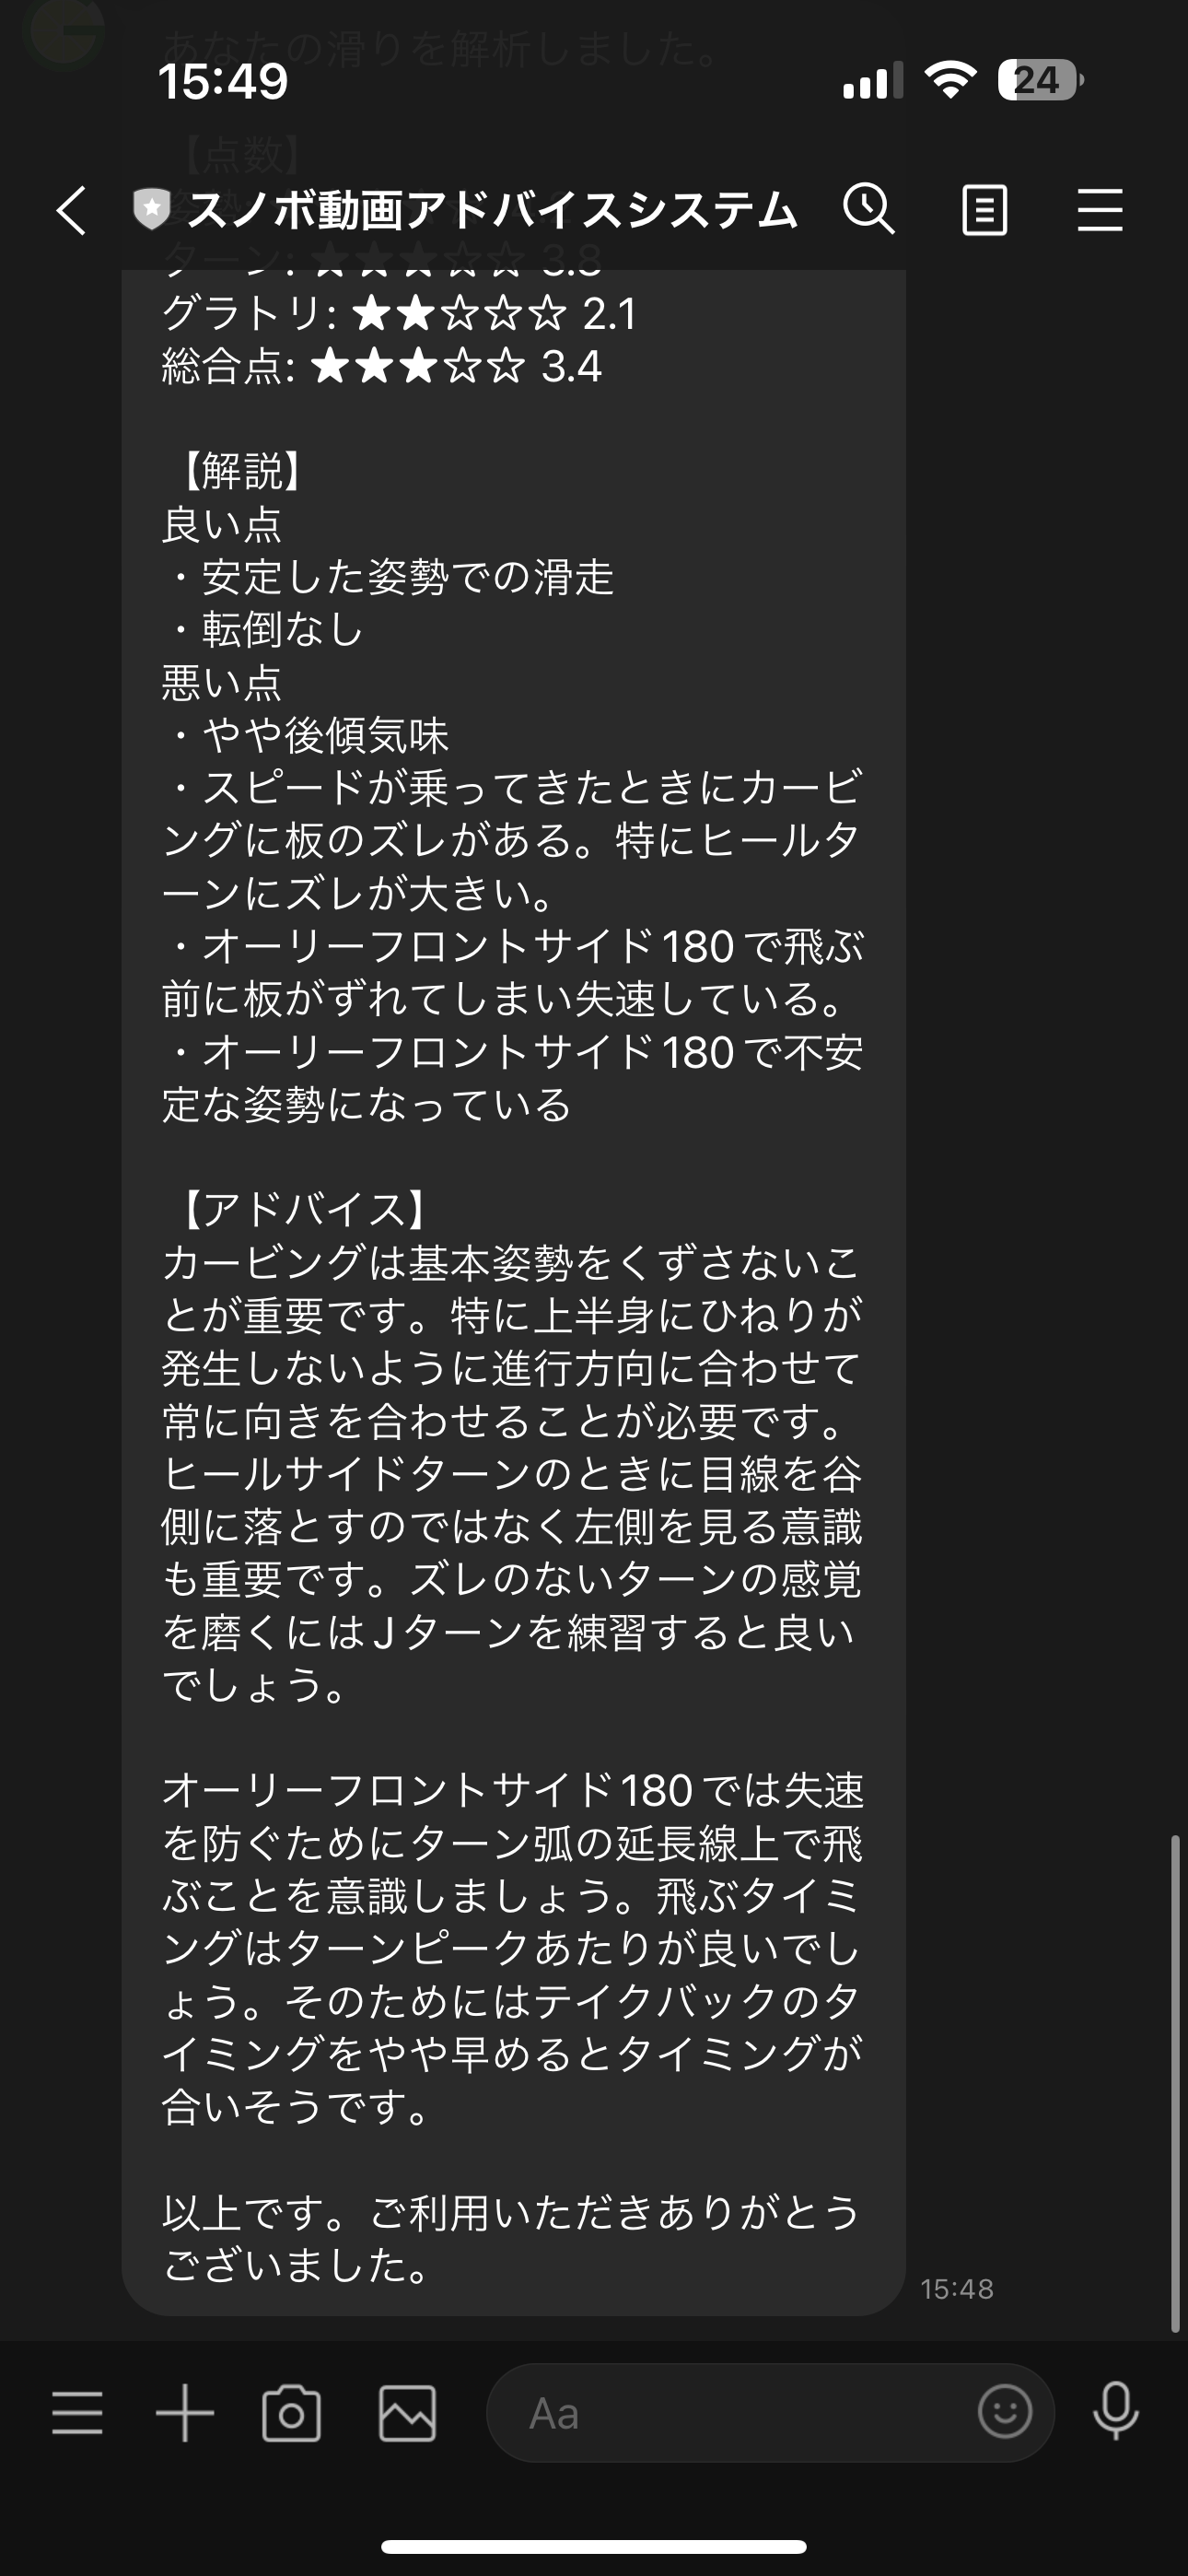 あなたの滑りを解析しました。
15:49
24
【点数】
スノボ動画アドバイスシステム
ターン: ★★★☆☆ 3.8
グラトリ: ★★☆☆☆ 2.1
総合点: ★★★☆☆ 3.4
【解説】
良い点
・安定した姿勢での滑走
・転倒なし
悪い点
・やや後傾気味
・スピードが乗ってきたときにカービ
ングに板のズレがある。特にヒールタ
ーンにズレが大きい。
・オーリーフロントサイド180で飛ぶ
前に板がずれてしまい失速している。
・オーリーフロントサイド180で不安
定な姿勢になっている
【アドバイス】
カービングは基本姿勢をくずさないこ
とが重要です。特に上半身にひねりが
発生しないように進行方向に合わせて
常に向きを合わせることが必要です。
ヒールサイドターンのときに目線を谷
側に落とすのではなく左側を見る意識
も重要です。ズレのないターンの感覚
を磨くにはJターンを練習すると良い
でしょう。
オーリーフロントサイド180では失速
を防ぐためにターン弧の延長線上で飛
ぶことを意識しましょう。飛ぶタイミ
ングはターンピークあたりが良いでし
ょう。そのためにはテイクバックのタ
イミングをやや早めるとタイミングが
合いそうです。
以上です。ご利用いただきありがとう
ございました。
15:48
Aa